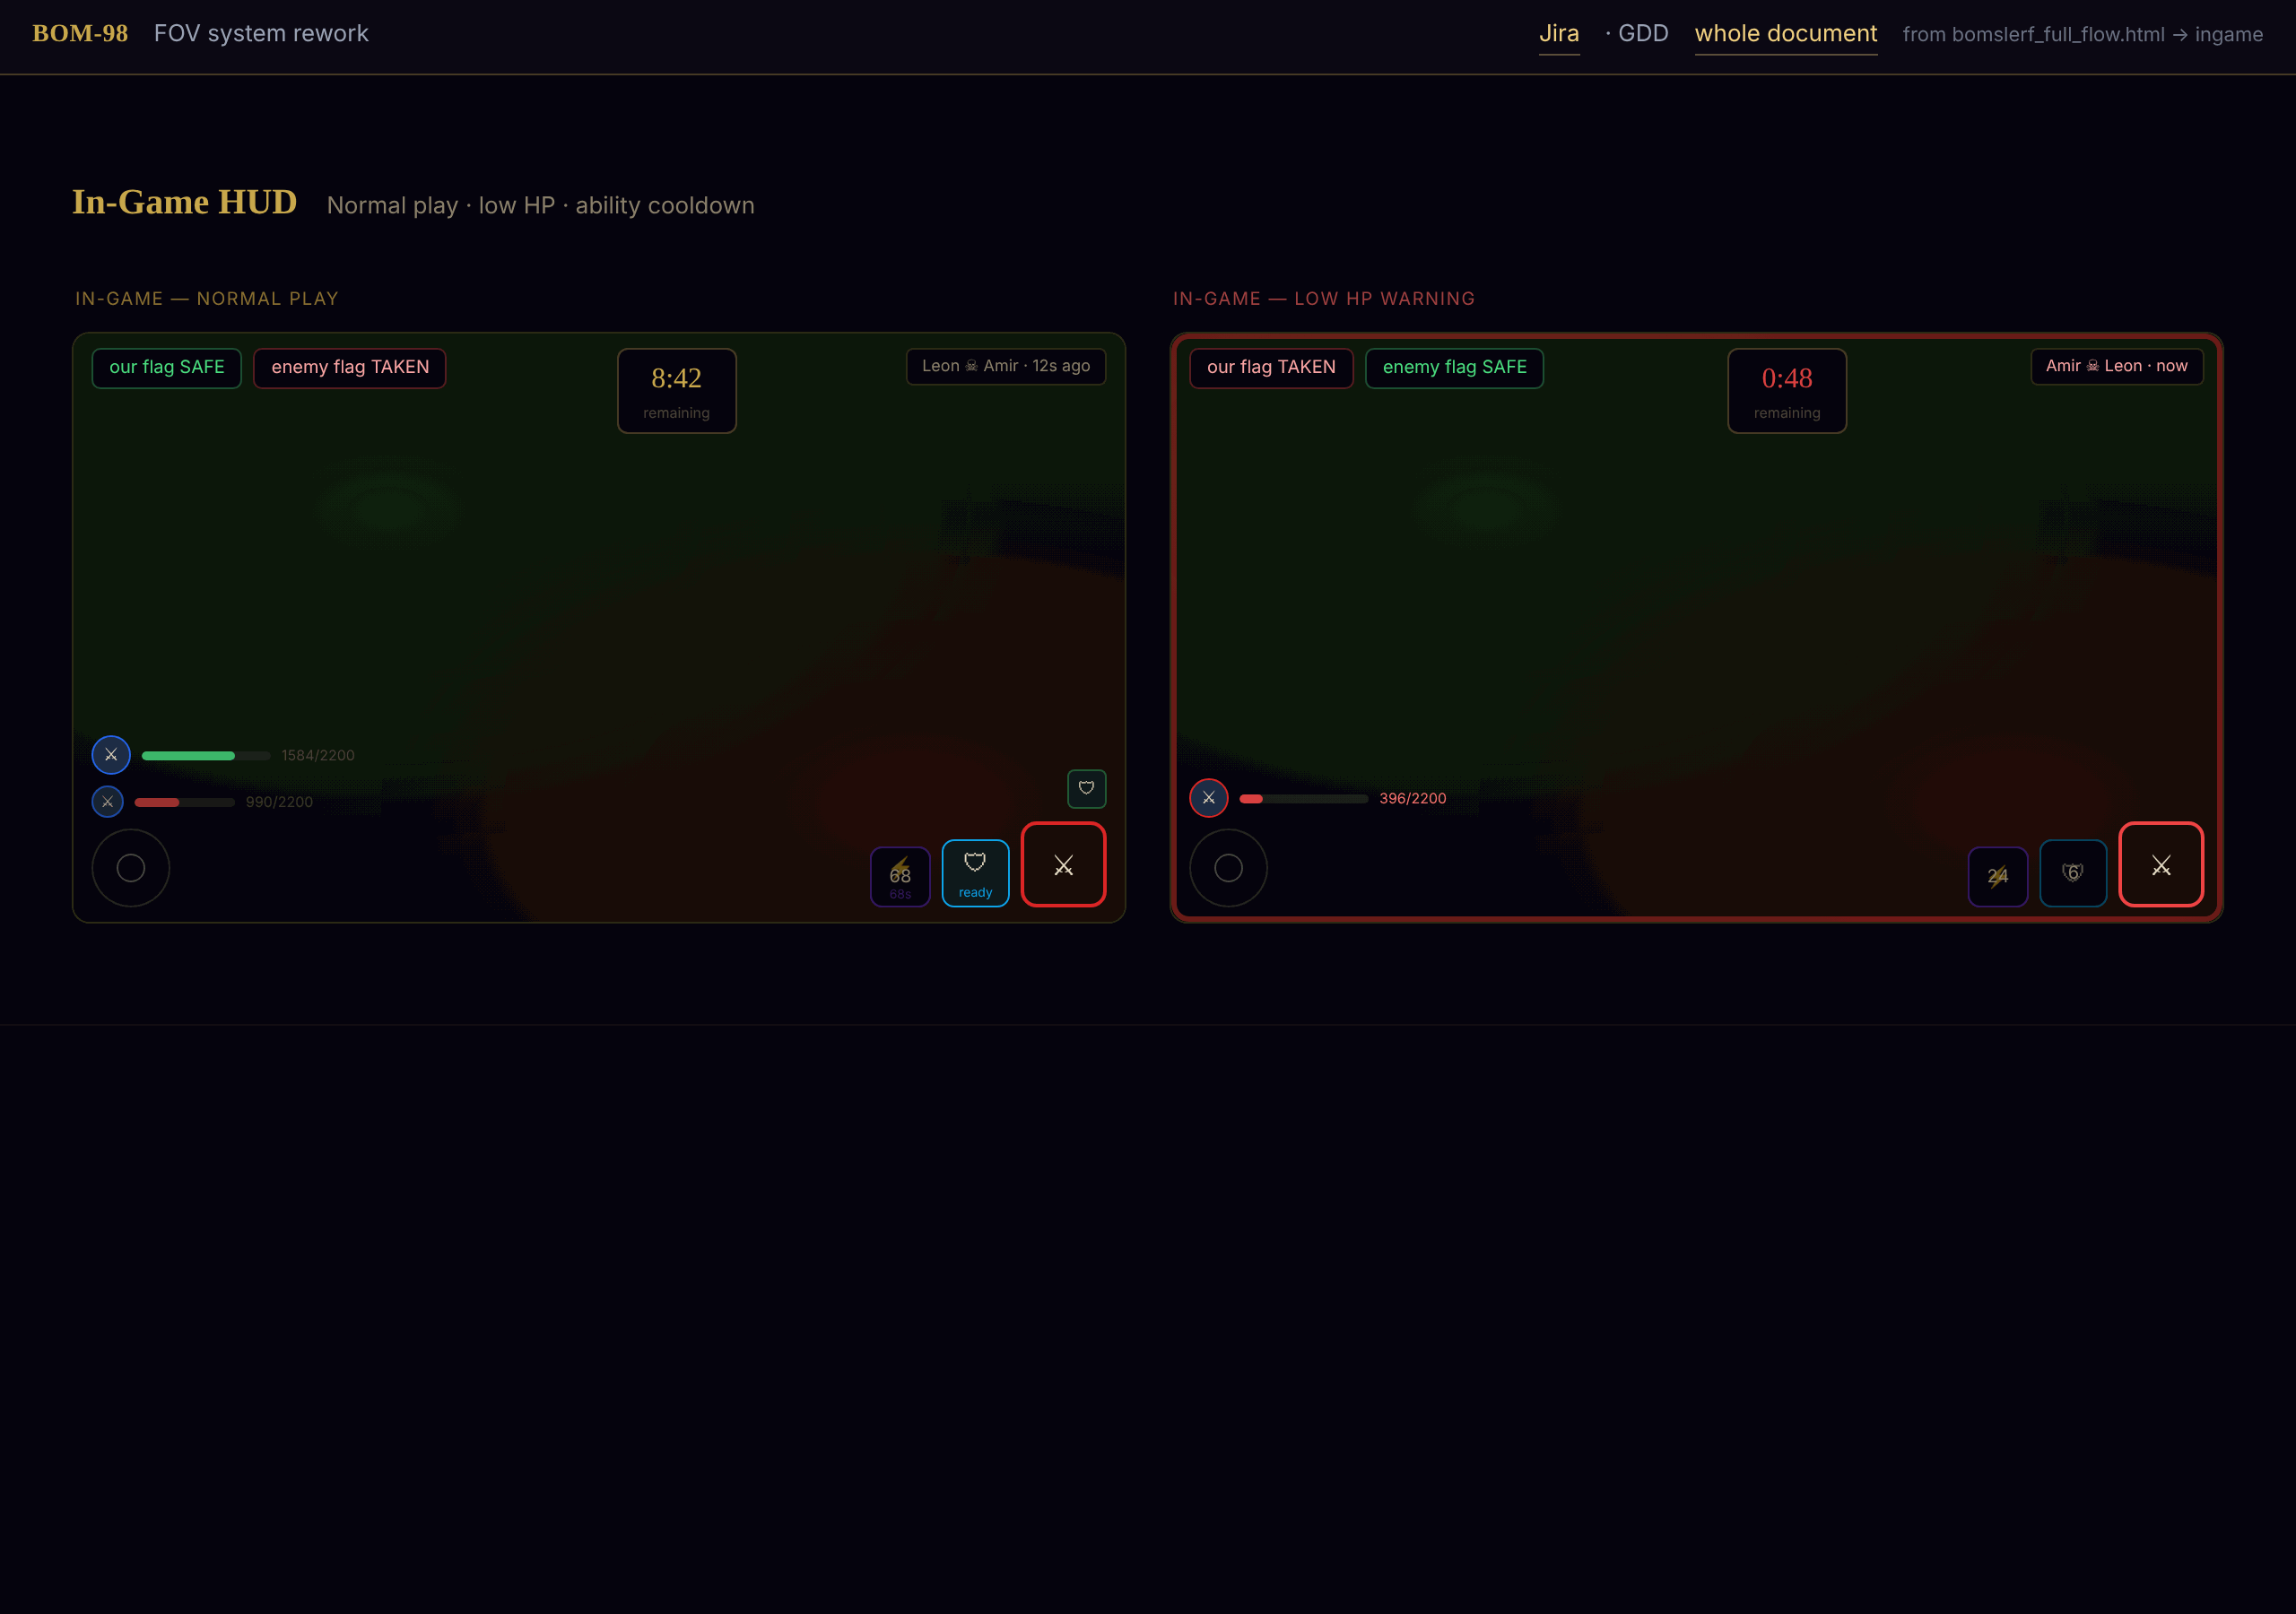 BOM-98 FOV system rework Jira · GDD whole document from bomslerf_full_flow.html → ingame
In-Game HUD Normal play · low HP · ability cooldown
IN-GAME — NORMAL PLAY
our flag SAFE enemy flag TAKEN
8:42
remaining
Leon ☠ Amir · 12s ago
1584/2200
990/2200
68
68s
ready
IN-GAME — LOW HP WARNING
our flag TAKEN enemy flag SAFE
0:48
remaining
Amir ☠ Leon · now
396/2200
24
6